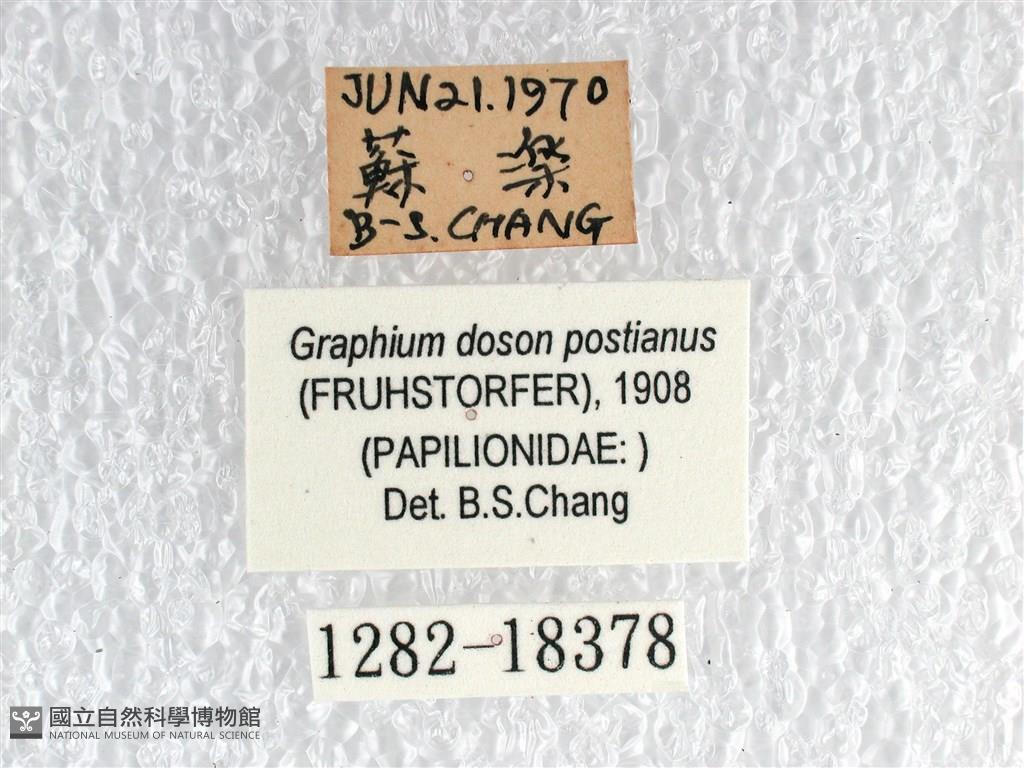 JUN21.1970
蘇 楽
B-S. CHANG
Graphium doson postianus
(FRUHSTORFER), 1908
(PAPILIONIDAE: )
Det. B.S.Chang
1282-18378
國立自然科學博物館
NATIONAL MUSEUM OF NATURAL SCIENCE